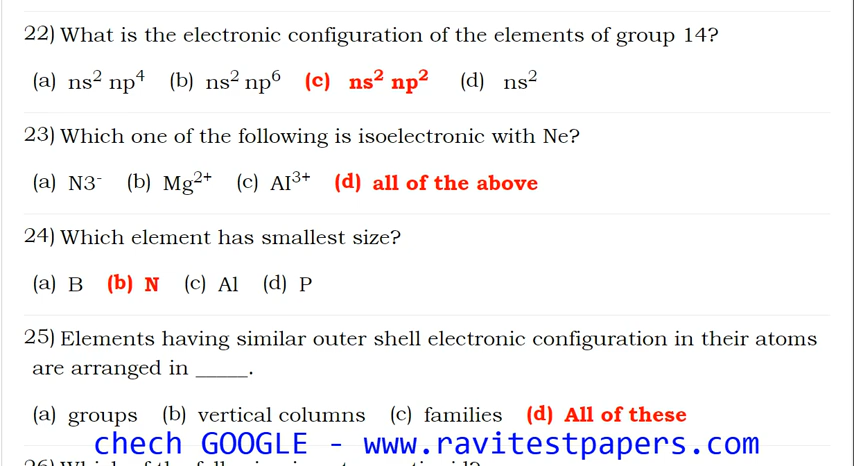 22) What is the electronic configuration of the elements of group 14?
(a) ns² np⁴ (b) ns² np⁶ (c) ns² np² (d) ns²
23) Which one of the following is isoelectronic with Ne?
(a) N3⁻ (b) Mg²⁺ (c) AI³⁺ (d) all of the above
24) Which element has smallest size?
(a) B (b) N (c) Al (d) P
25) Elements having similar outer shell electronic configuration in their atoms
are arranged in _____.
(a) groups (b) vertical columns (c) families (d) All of these
chech GOOGLE - www.ravitestpapers.com